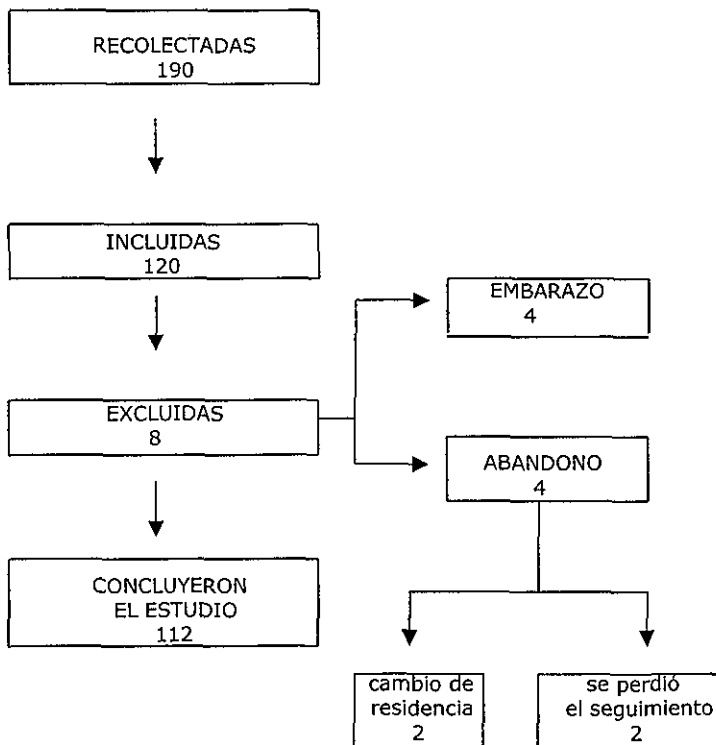 RECOLECTADAS
190
INCLUIDAS
120
EMBARAZO
4
EXCLUIDAS
8
ABANDONO
4
CONCLUYERON
EL ESTUDIO
112
cambio de
residencia
2
se perdió
el seguimiento
2